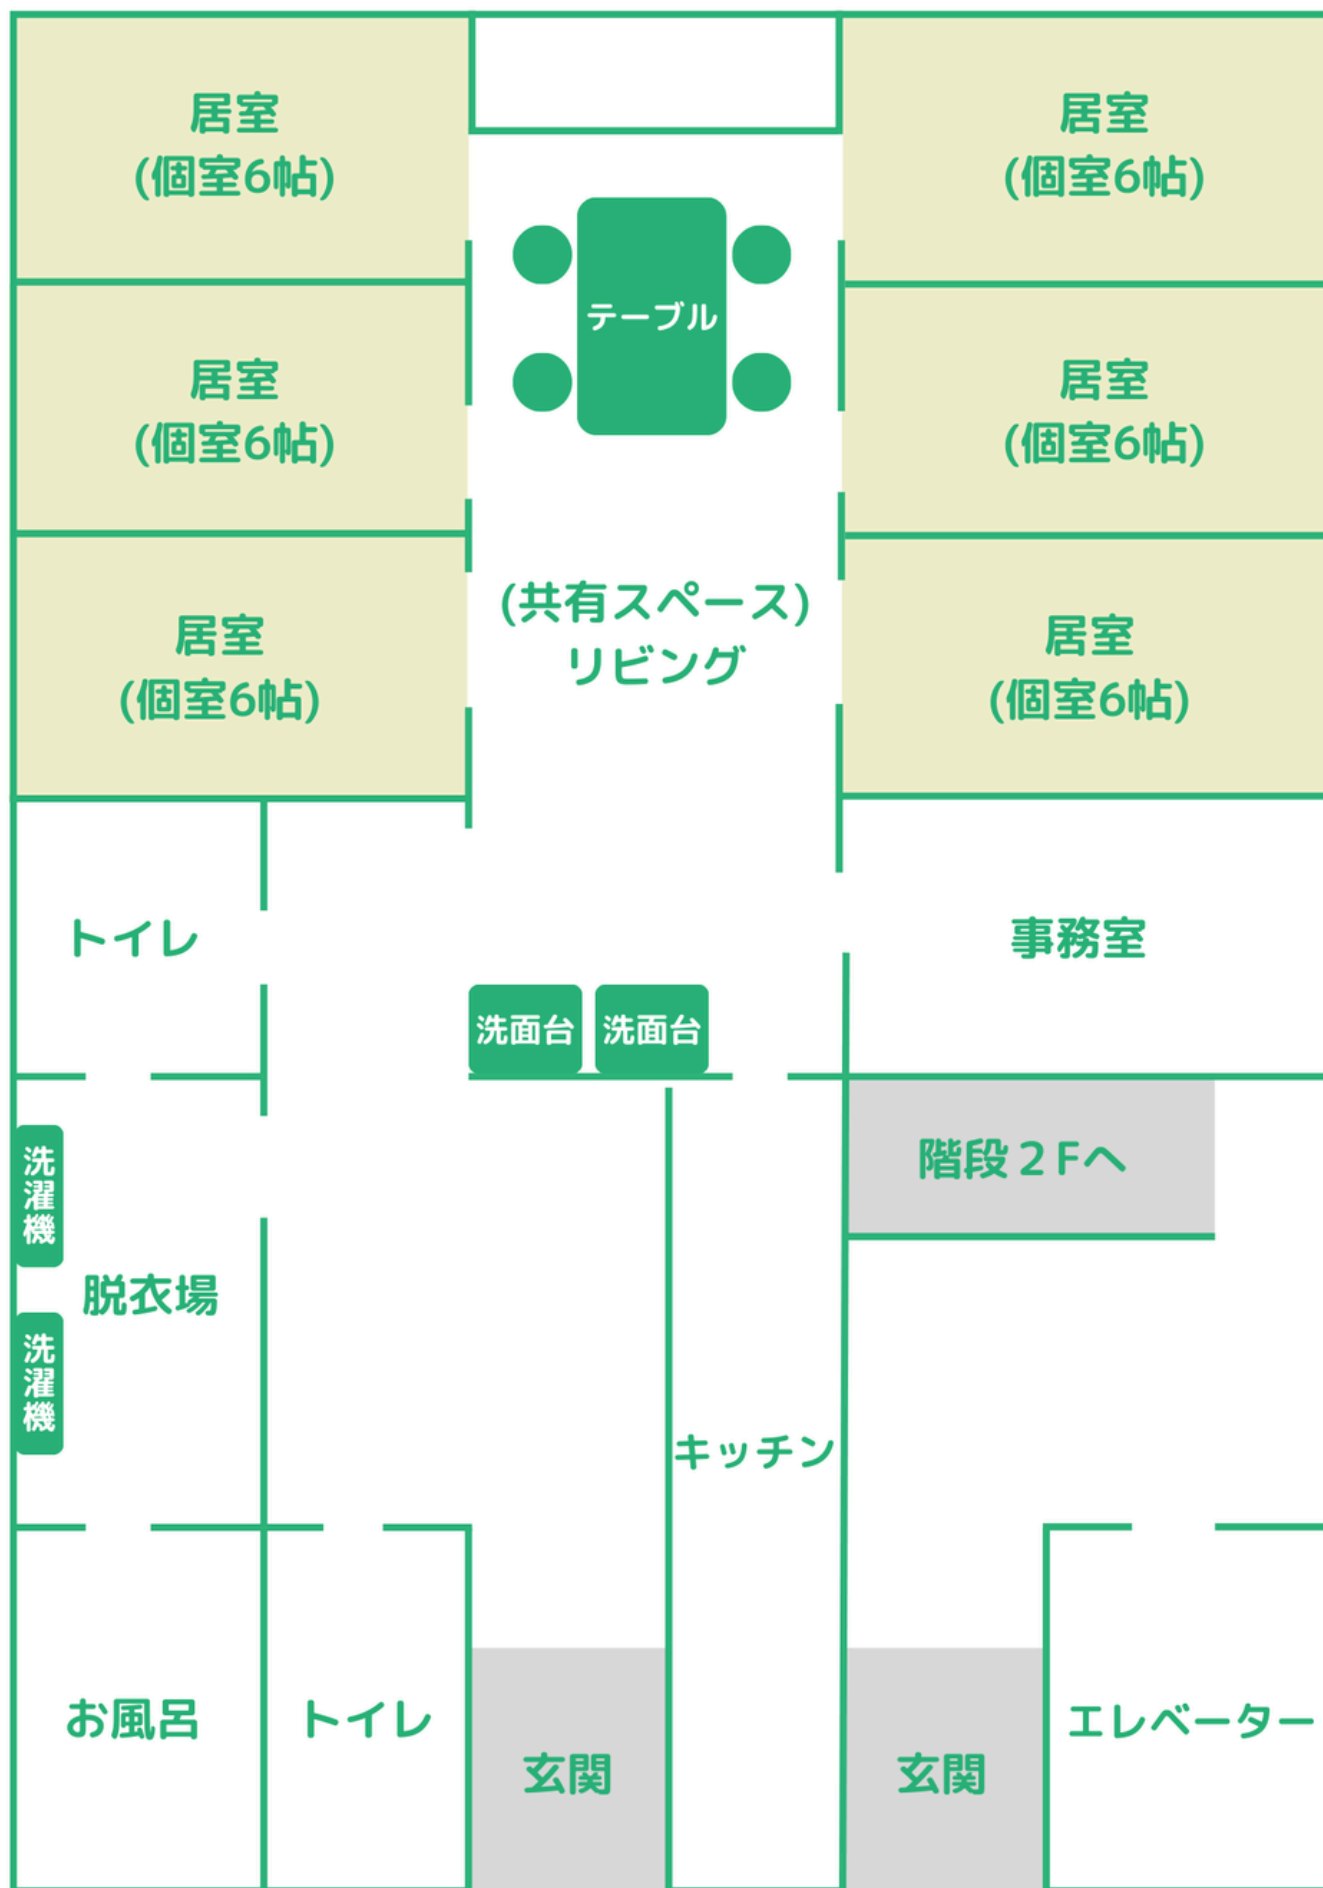 居室
(個室6帖)
居室
(個室6帖)
テーブル
居室
(個室6帖)
居室
(個室6帖)
(共有スペース)
リビング
居室
(個室6帖)
居室
(個室6帖)
トイレ
事務室
洗面台
洗面台
階段2Fへ
洗濯機
脱衣場
洗濯機
キッチン
お風呂
トイレ
玄関
玄関
エレベーター